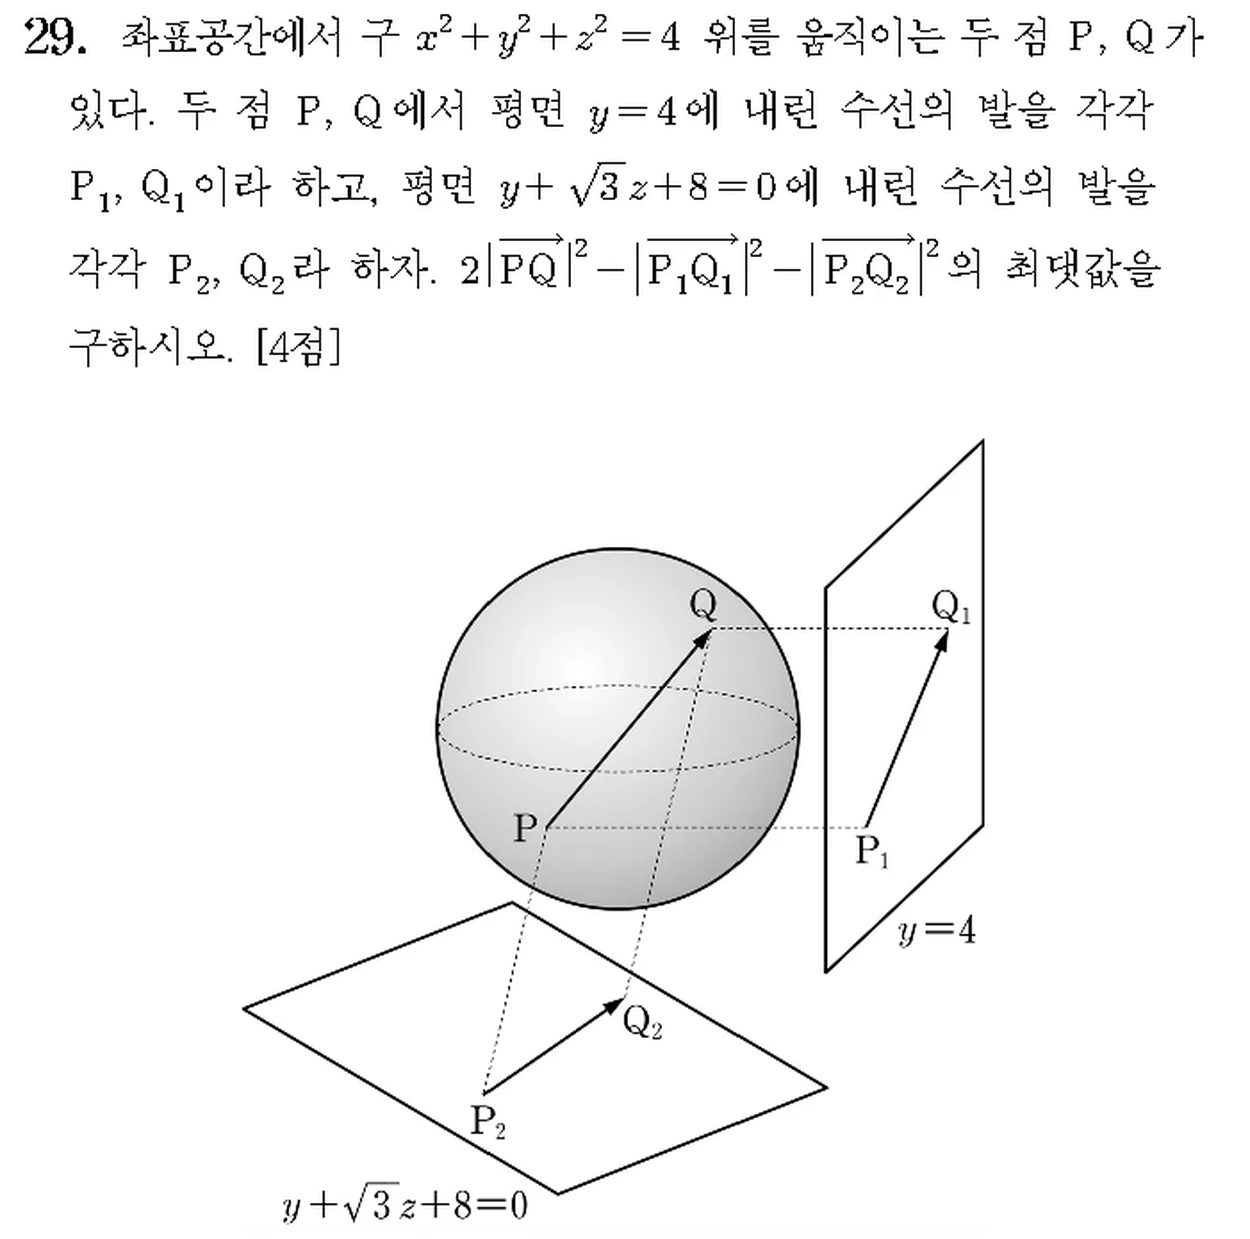 29. 좌표공간에서 구 x²+y²+z²=4 위를 움직이는 두 점 P, Q가
있다. 두 점 P, Q에서 평면 y=4에 내린 수선의 발을 각각
P₁, Q₁이라 하고, 평면 y+√3z+8=0에 내린 수선의 발을
각각 P₂, Q₂라 하자. 2|\overrightarrow{PQ}|²-|\overrightarrow{P₁Q₁}|²-|\overrightarrow{P₂Q₂}|²의 최댓값을
구하시오. [4점]
Q
Q₁
P
P₁
y=4
Q₂
P₂
y+√3z+8=0